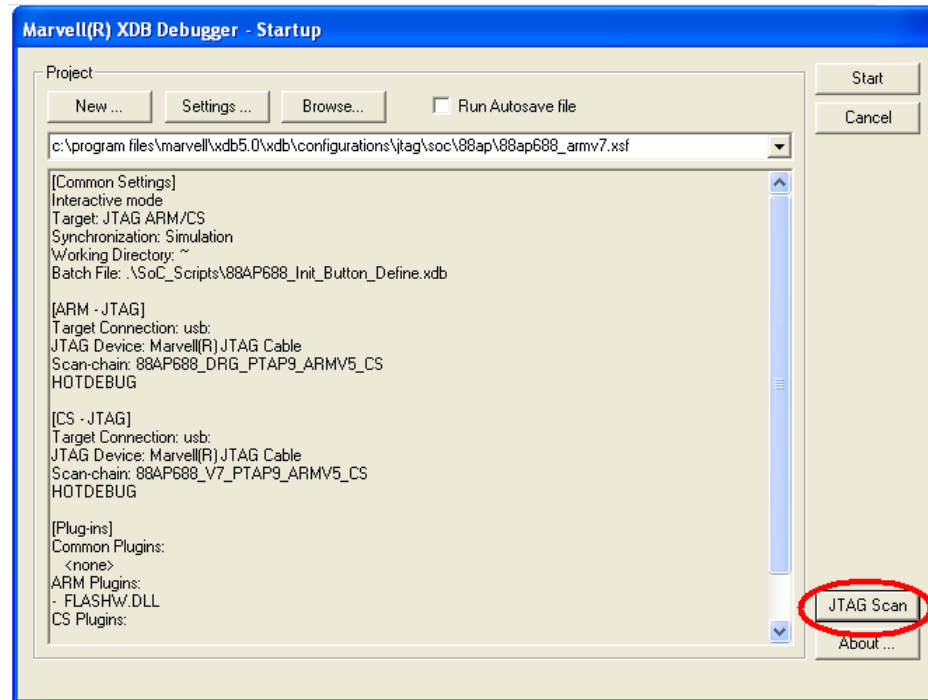 Marvell(R) XDB Debugger - Startup
Project
New ...
Settings ...
Browse...
Run Autosave file
Start
Cancel
c:\program files\marvell\xdb5.0\xdb\configurations\jtag\soc\88ap\88ap688_armv7.xsf
[Common Settings]
Interactive mode
Target: JTAG ARM/CS
Synchronization: Simulation
Working Directory: ~
Batch File: .\SoC_Scripts\88AP688_Init_Button_Define.xdb
[ARM - JTAG]
Target Connection: usb:
JTAG Device: Marvell(R) JTAG Cable
Scan-chain: 88AP688_DRG_PTAP9_ARMV5_CS
HOTDEBUG
[CS - JTAG]
Target Connection: usb:
JTAG Device: Marvell(R) JTAG Cable
Scan-chain: 88AP688_V7_PTAP9_ARMV5_CS
HOTDEBUG
[Plug-ins]
Common Plugins:
<none>
ARM Plugins:
- FLASHW.DLL
CS Plugins:
JTAG Scan
About ...